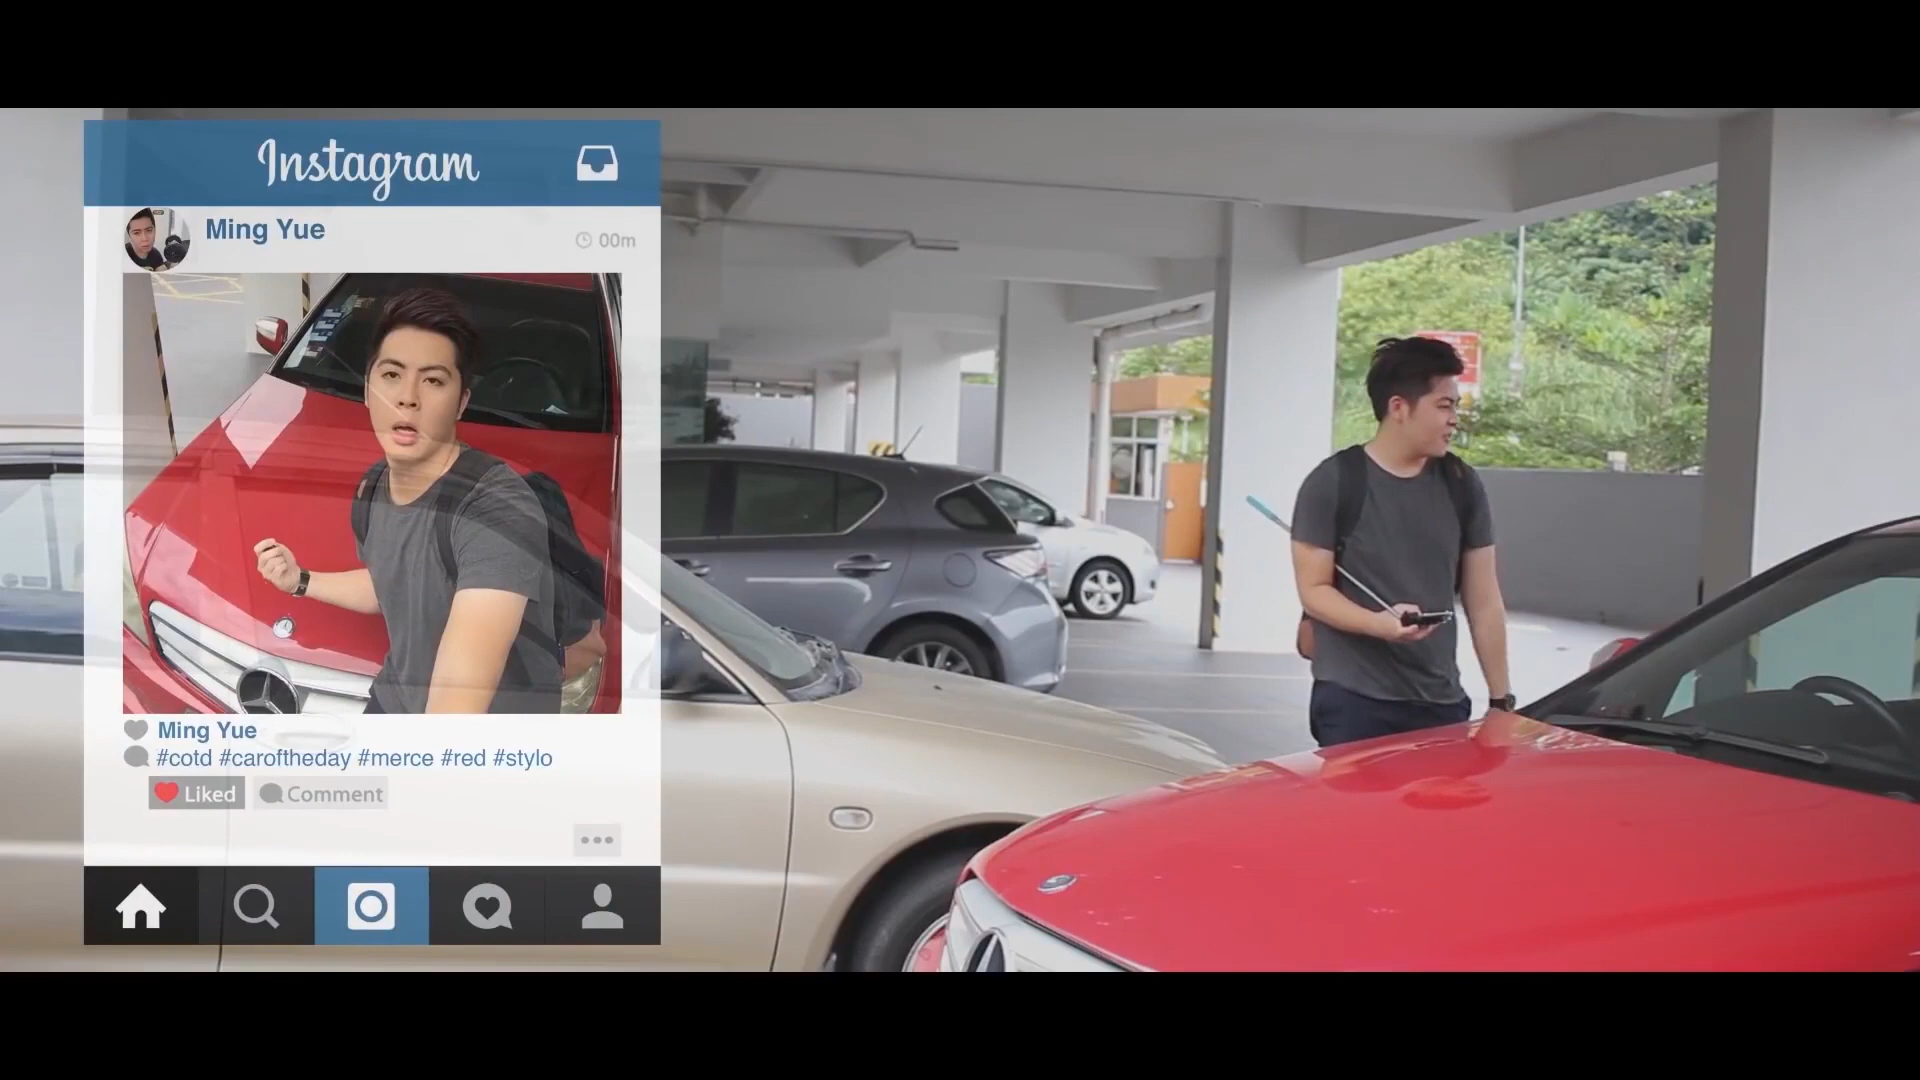 Instagram
Ming Yue
00m
Ming Yue
#cotd #caroftheday #merce #red #stylo
Liked
Comment